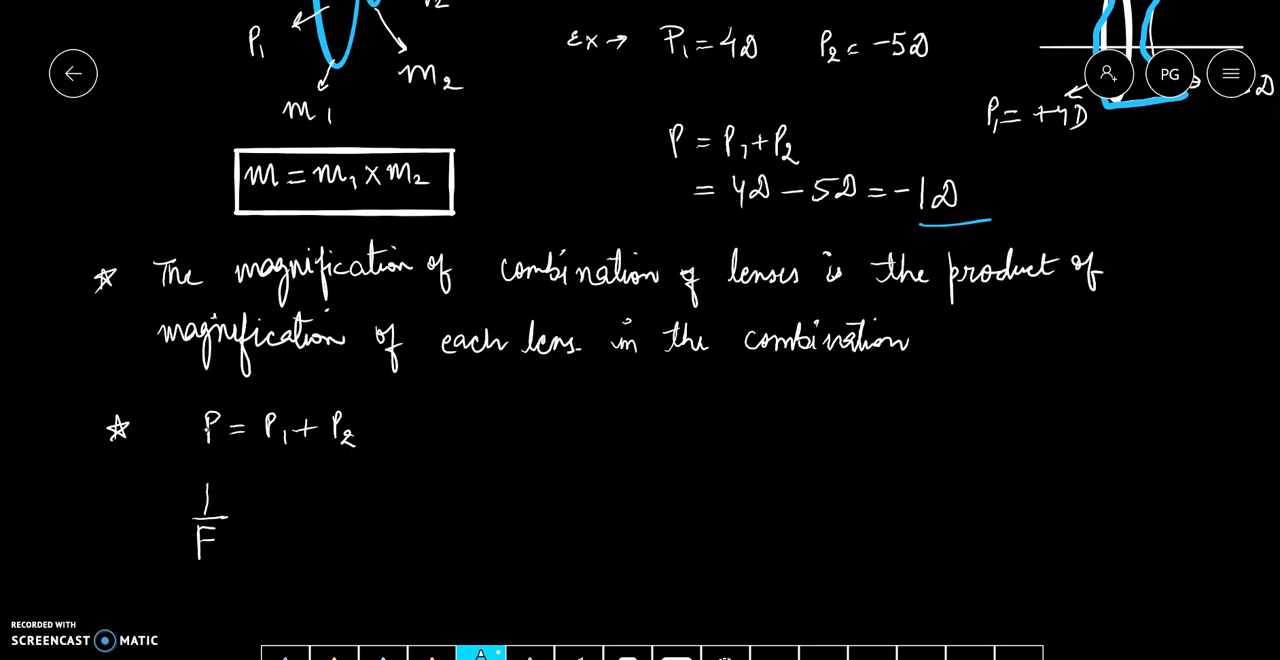 P₁
m₂
m₁
Ex → P₁ = 4D P₂ = -5D
PG
P₁ = +4D
D
m = m₁ × m₂
P = P₁ + P₂
= 4D - 5D = -1D
☆ The magnification of combination of lenses is the product of
magnification of each lens in the combination
☆ P = P₁ + P₂
1
F
RECORDED WITH
SCREENCAST MATIC